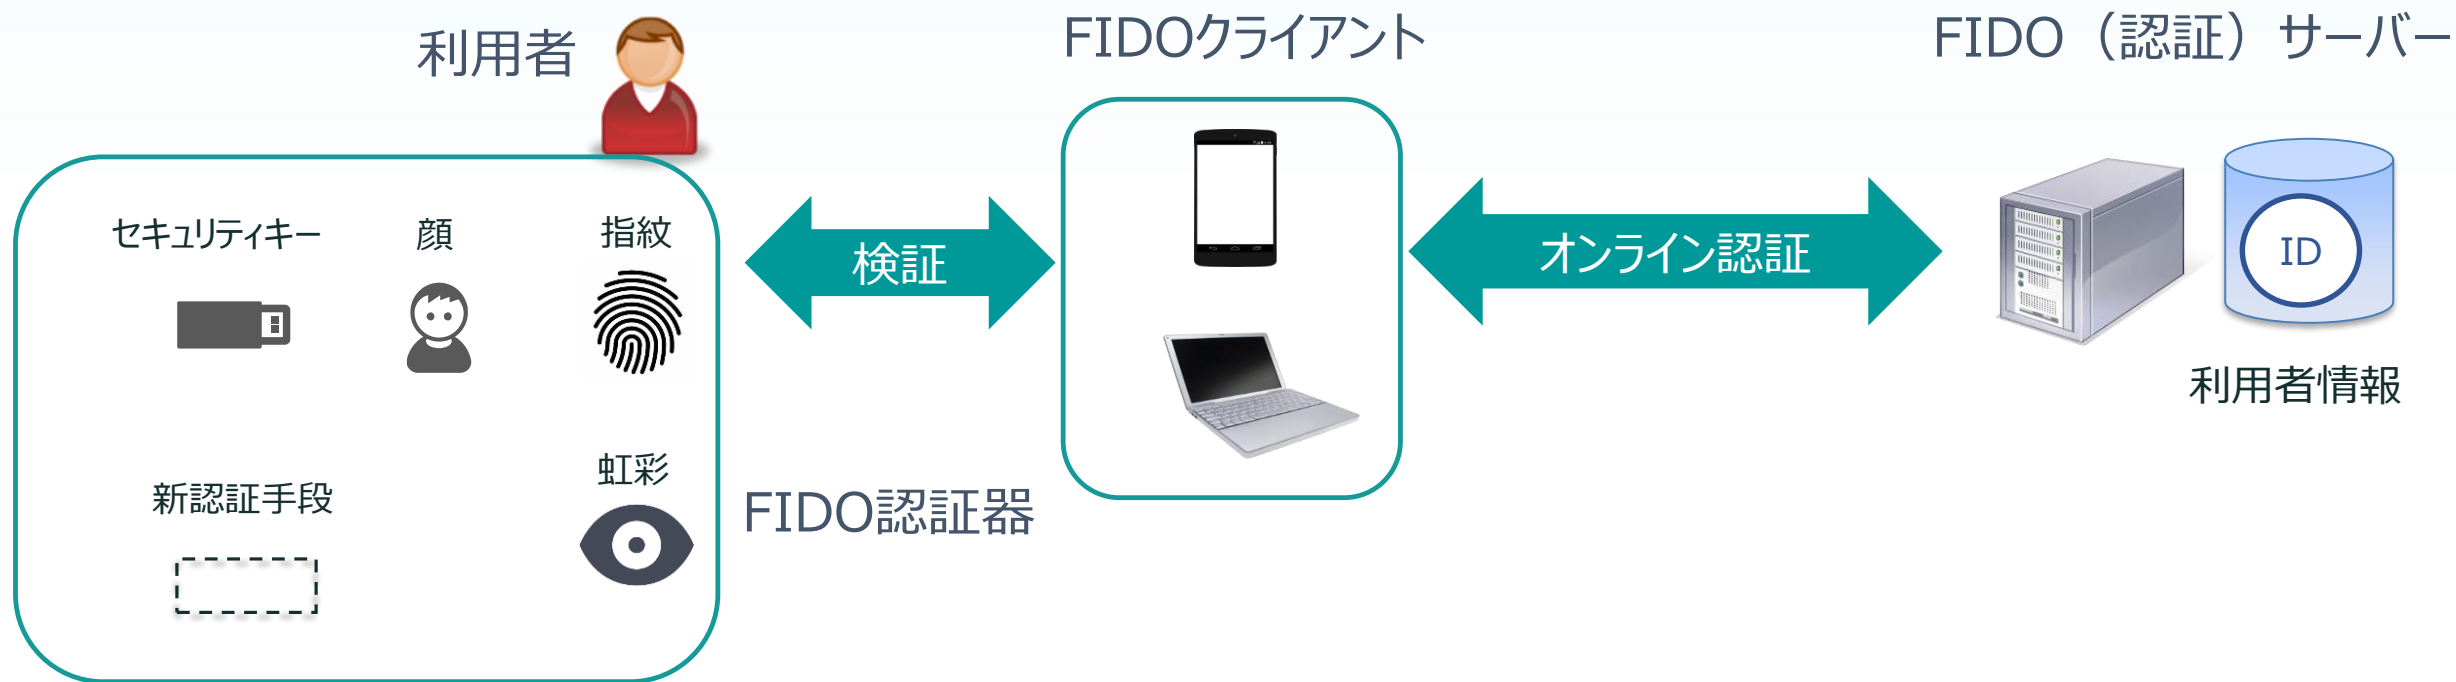 利用者
FIDOクライアント
FIDO（認証）サーバー
セキュリティキー
顔
指紋
検証
オンライン認証
ID
利用者情報
新認証手段
虹彩
FIDO認証器